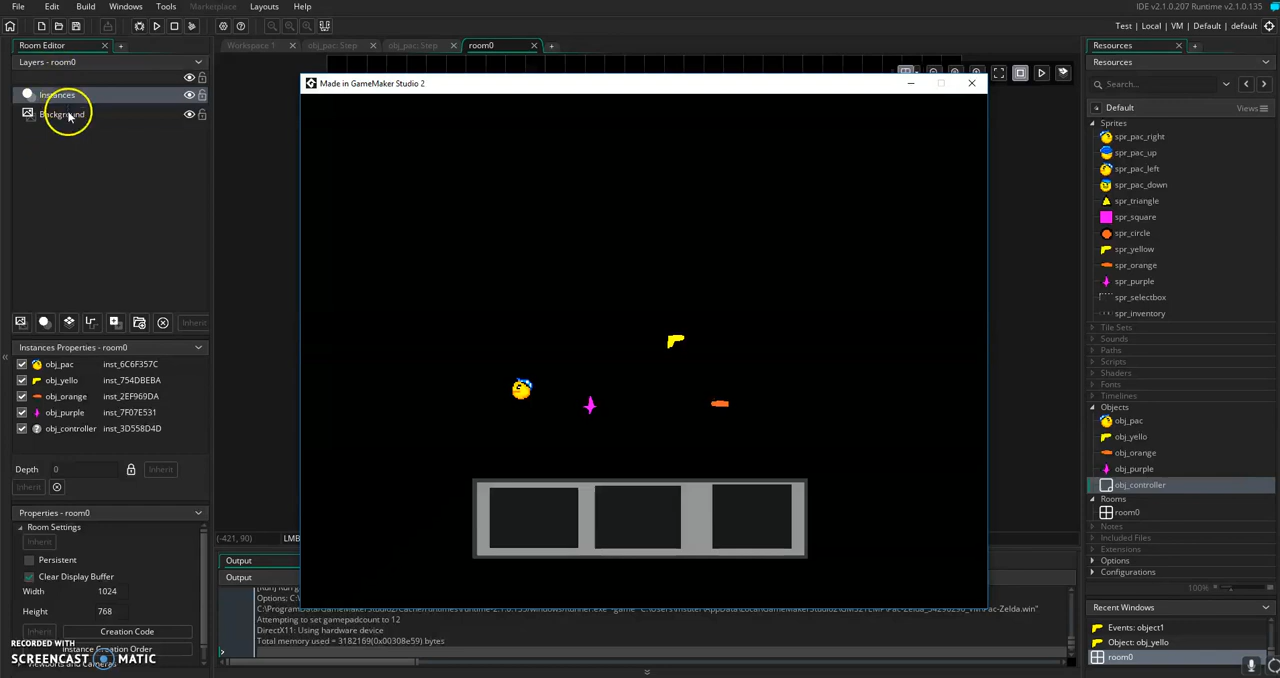 File Edit Build Windows Tools Marketplace Layouts Help
IDE v2.1.0.207 Runtime v2.1.0.135
Test | Local | VM | Default | default
Room Editor
Workspace 1
obj_pac: Step
obj_pac: Step
room0
Resources
Layers - room0
Resources
Made in GameMaker Studio 2
Search...
Instances
Default
Views
Background
Sprites
spr_pac_right
spr_pac_up
spr_pac_left
spr_pac_down
spr_triangle
spr_square
spr_circle
spr_yellow
spr_orange
spr_purple
spr_selectbox
spr_inventory
Inherit
Tile Sets
Sounds
Instances Properties - room0
Paths
obj_pac inst_6C6F357C
Scripts
obj_yello inst_754DBEBA
Shaders
Fonts
obj_orange inst_2EF969DA
Timelines
obj_purple inst_7F07E531
Objects
obj_controller inst_3D558D4D
obj_pac
obj_yello
obj_orange
Depth 0 Inherit
obj_purple
Inherit
obj_controller
Rooms
Properties - room0
room0
Room Settings
Notes
Inherit
(-421, 90) LMB
Included Files
Extensions
Persistent
Output
Options
Clear Display Buffer
Output
Configurations
Width 1024
100%
Options: C:\
Height 768
Recent Windows
Attempting to set gamepadcount to 12
Events: object1
Inherit
Creation Code
DirectX11: Using hardware device
Object: obj_yello
RECORDED WITH
Instance Creation Order
Total memory used = 3182169(0x00308e59) bytes
room0
SCREENCAST MATIC